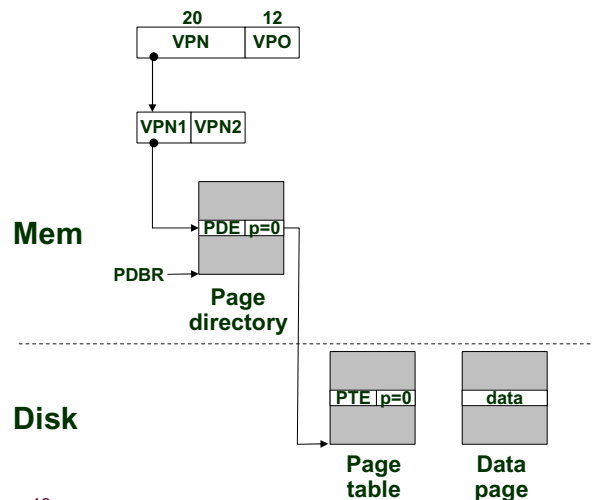 20 12
VPN VPO
VPN1 VPN2
Mem
PDE p=0
PDBR
Page
directory
PTE p=0 data
Disk
Page
table
Data
page